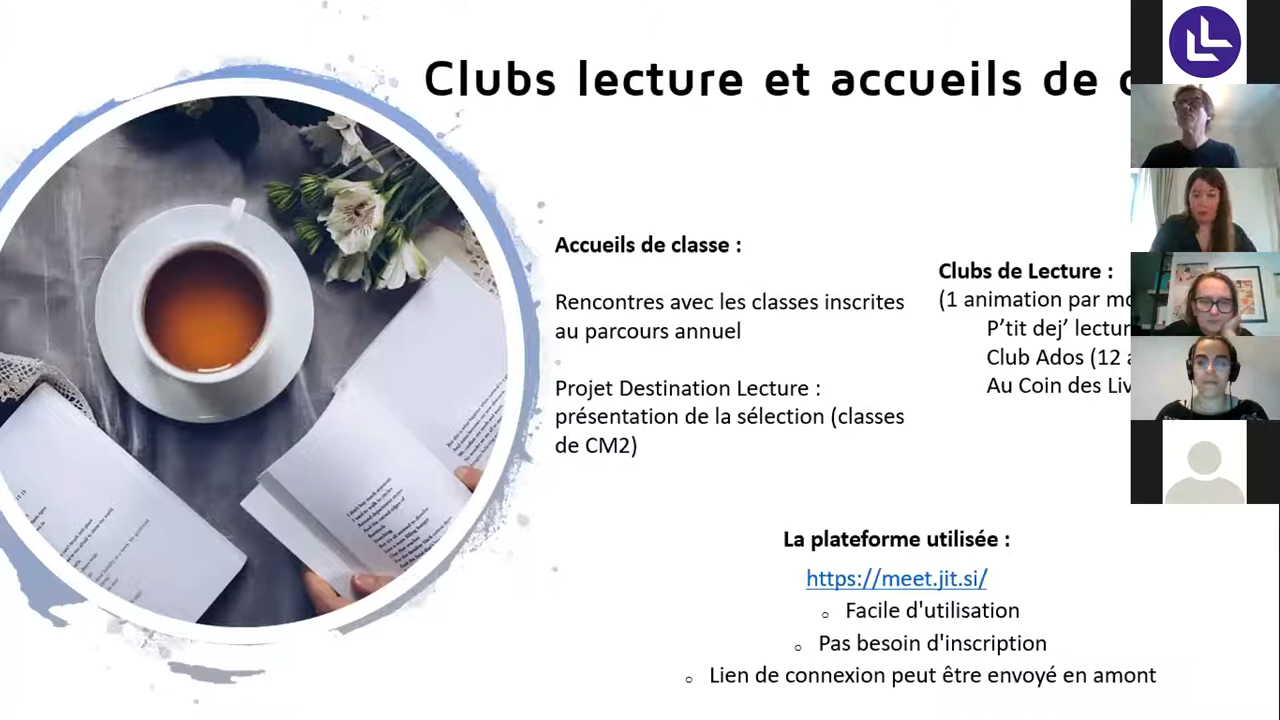 Clubs lecture et accueils de
Accueils de classe :
Rencontres avec les classes inscrites
au parcours annuel
Projet Destination Lecture :
présentation de la sélection (classes
de CM2)
Clubs de Lecture :
(1 animation par
P'tit dej' lectur
Club Ados (12
Au Coin des Liv
La plateforme utilisée :
https://meet.jit.si/
Facile d'utilisation
Pas besoin d'inscription
Lien de connexion peut être envoyé en amont